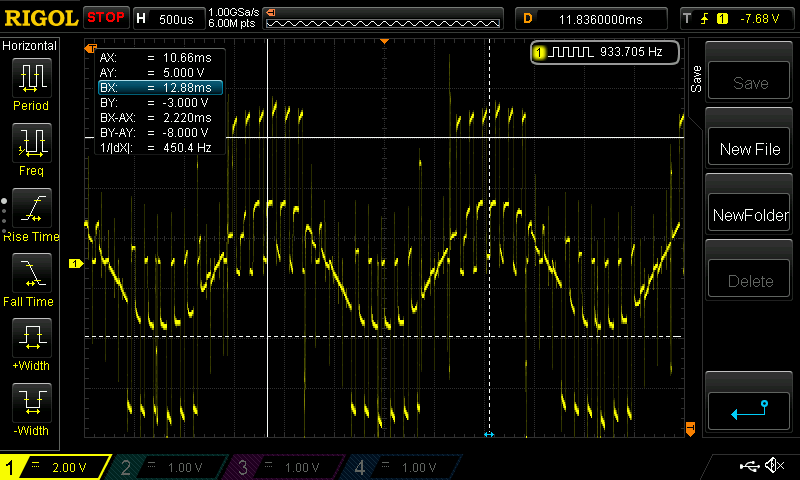 RIGOL STOP H 500us 1.00GSa/s 6.00M pts D 11.8360000ms T 1 -7.68 V
Horizontal
Period
Freq
Rise Time
Fall Time
+Width
-Width
AX: = 10.66ms
AY: = 5.000 V
BX: = 12.88ms
BY: = -3.000 V
BX-AX: = 2.220ms
BY-AY: = -8.000 V
1/|dX|: = 450.4 Hz
1 933.705 Hz
T
1
T
Save
Save
New File
NewFolder
Delete
1 = 2.00 V 2 = 1.00 V 3 = 1.00 V 4 = 1.00 V